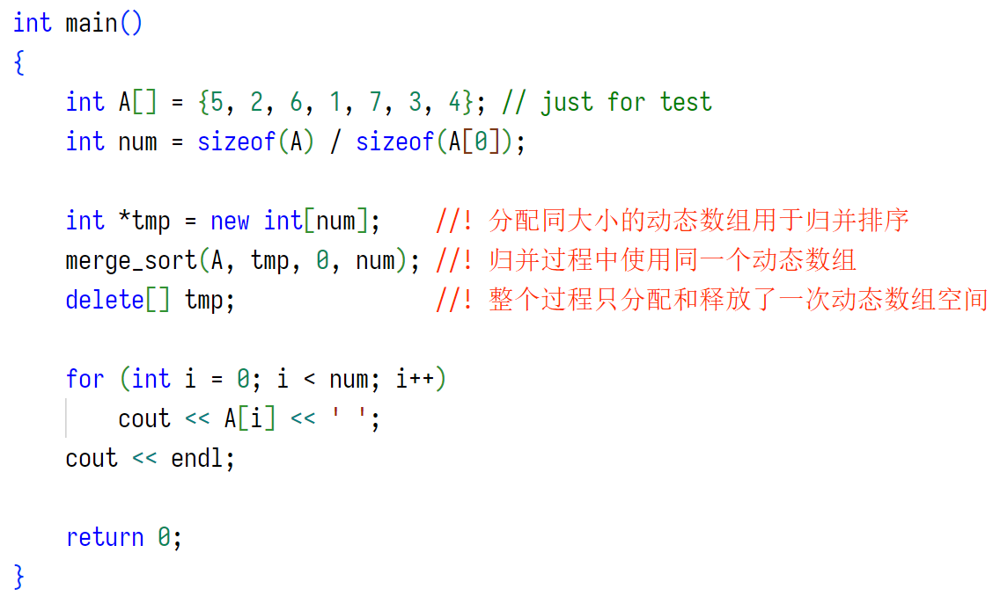 int main()
{
    int A[] = {5, 2, 6, 1, 7, 3, 4}; // just for test
    int num = sizeof(A) / sizeof(A[0]);

    int *tmp = new int[num];    //! 分配同大小的动态数组用于归并排序
    merge_sort(A, tmp, 0, num); //! 归并过程中使用同一个动态数组
    delete[] tmp;               //! 整个过程只分配和释放了一次动态数组空间

    for (int i = 0; i < num; i++)
        cout << A[i] << ' ';
    cout << endl;

    return 0;
}